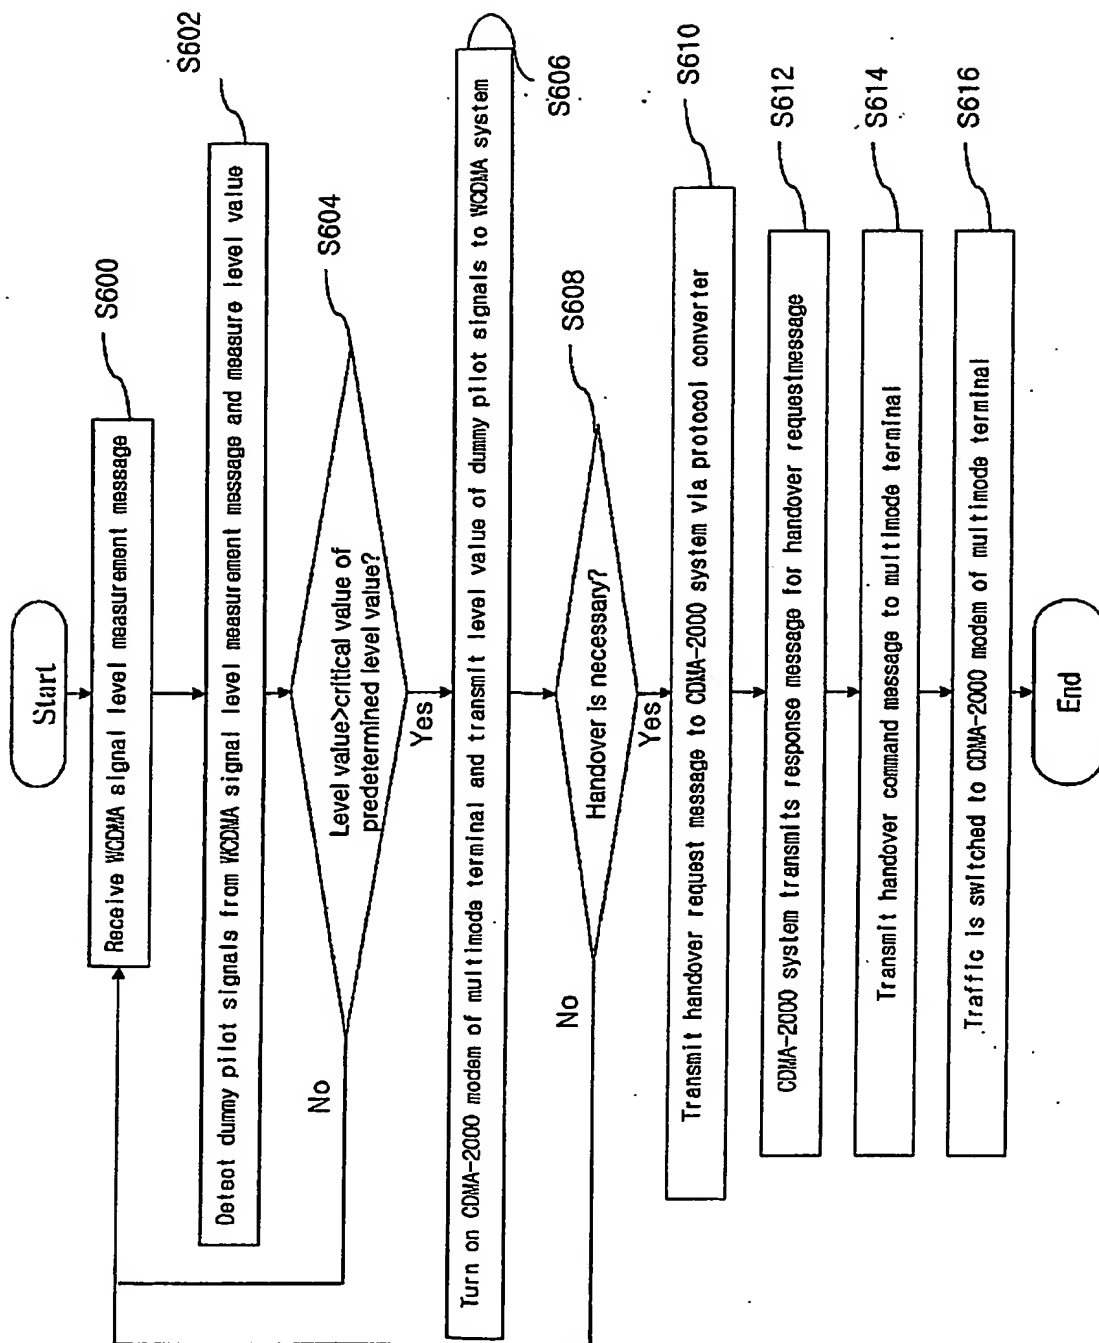 Start
Receive WCDMA signal level measurement message
S600
Detect dummy pilot signals from WCDMA signal level measurement message and measure level value
S602
Level value>critical value of
predetermined level value?
S604
No
Yes
Turn on CDMA-2000 modem of multimode terminal and transmit level value of dummy pilot signals to WCDMA system
S606
Handover is necessary?
S608
No
Yes
Transmit handover request message to CDMA-2000 system via protocol converter
S610
CDMA-2000 system transmits response message for handover requestmessage
S612
Transmit handover command message to multimode terminal
S614
Traffic is switched to CDMA-2000 modem of multimode terminal
S616
End